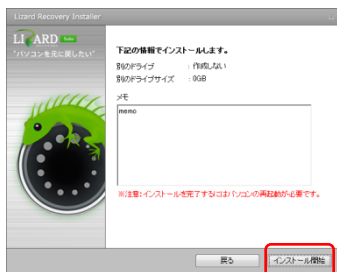 Lizard Recovery Installer
LIZARD
"パソコンを元に戻したい"
下記の情報でインストールします。
別のドライブ : 作成しない
別のドライブサイズ : 0GB
メモ
memo
※注意:インストールを完了するにはパソコンの再起動が必要です。
戻る
インストール開始